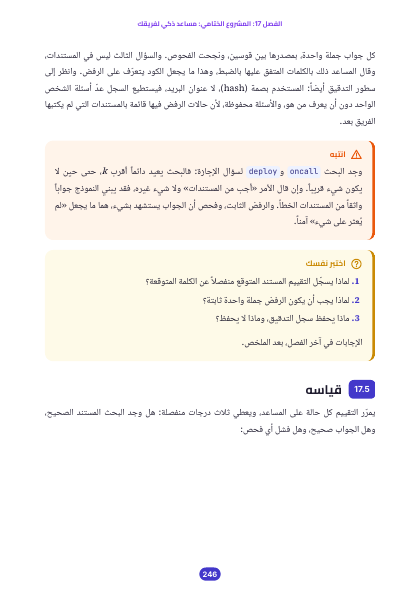 الفصل 17: المشروع الختامي: مساعد ذكي لفريقك
كل جواب جملة واحدة، بمصدرها بين قوسين، ونجحت الفحوص. والسؤال الثالث ليس في المستندات،
وقال المساعد ذلك بالكلمات المتفق عليها بالضبط، وهذا ما يجعل الكود يتعرّف على الرفض. وانظر إلى
سطور التدقيق أيضاً: المستخدم بصمة (hash)، لا عنوان البريد، فيستطيع السجل عدّ أسئلة الشخص
الواحد دون أن يعرف من هو، والأسئلة محفوظة، لأن حالات الرفض فيها قائمة بالمستندات التي لم يكتبها
الفريق بعد.
انتبه
وجد البحث oncall و deploy لسؤال الإجازة: فالبحث يعيد دائماً أقرب k، حتى حين لا
يكون شيء قريباً. وإن قال الأمر «أجب من المستندات» ولا شيء غيره، فقد يبني النموذج جواباً
واثقاً من المستندات الخطأ. والرفض الثابت، وفحص أن الجواب يستشهد بشيء، هما ما يجعل «لم
يُعثر على شيء» آمناً.
اختبر نفسك
1. لماذا يسجّل التقييم المستند المتوقع منفصلاً عن الكلمة المتوقعة؟
2. لماذا يجب أن يكون الرفض جملة واحدة ثابتة؟
3. ماذا يحفظ سجل التدقيق، وماذا لا يحفظ؟
الإجابات في آخر الفصل، بعد الملخص.
17.5 قياسه
يمرّر التقييم كل حالة على المساعد، ويعطي ثلاث درجات منفصلة: هل وجد البحث المستند الصحيح،
وهل الجواب صحيح، وهل فشل أي فحص:
246